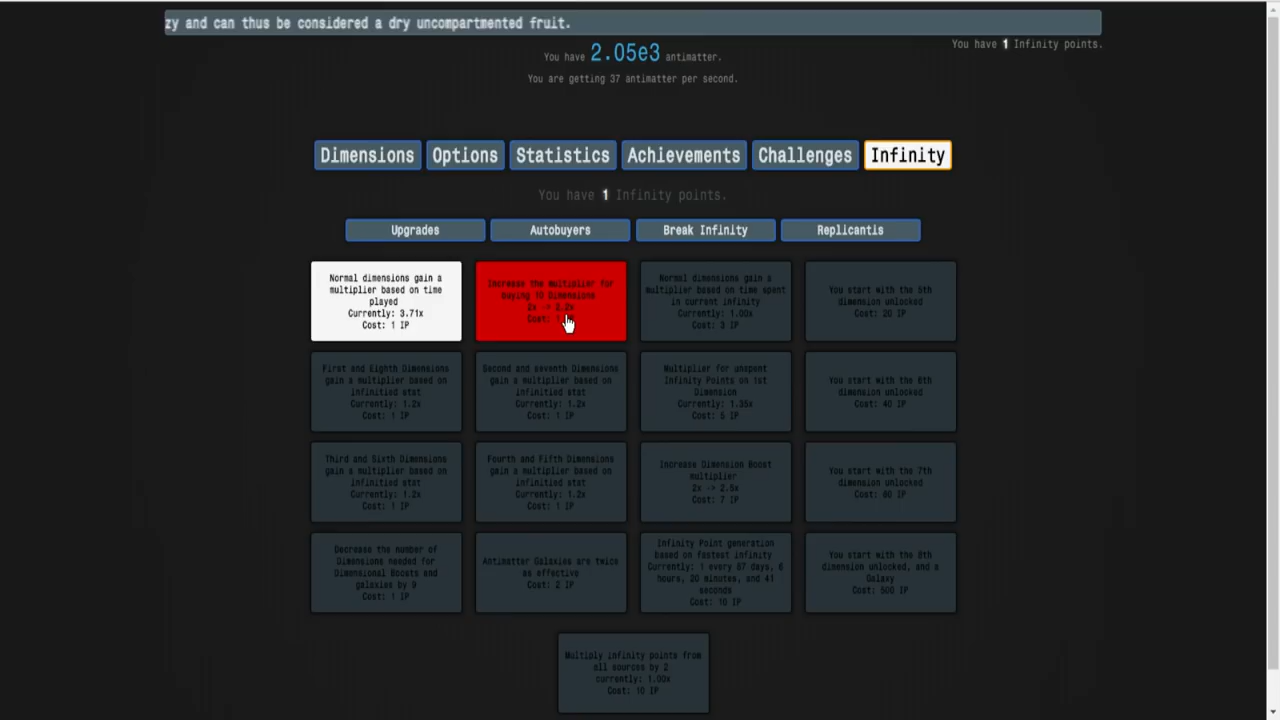 zy and can thus be considered a dry uncompartmented fruit.
You have 1 Infinity points.
You have 2.05e3 antimatter.
You are getting 37 antimatter per second.
Dimensions Options Statistics Achievements Challenges Infinity
You have 1 Infinity points.
Upgrades Autobuyers Break Infinity Replicantis
Normal dimensions gain a
multiplier based on time
played
Currently: 3.71x
Cost: 1 IP
Increase the multiplier for
buying 10 Dimensions
2x -> 2.2x
Cost: 1
Normal dimensions gain a
multiplier based on time spent
in current infinity
Currently: 1.00x
Cost: 3 IP
You start with the 5th
dimension unlocked
Cost: 20 IP
First and Eighth Dimensions
gain a multiplier based on
infinitied stat
Currently: 1.2x
Cost: 1 IP
Second and seventh Dimensions
gain a multiplier based on
infinitied stat
Currently: 1.2x
Cost: 1 IP
Multiplier for unspent
Infinity Points on 1st
Dimension
Currently: 1.35x
Cost: 5 IP
You start with the 6th
dimension unlocked
Cost: 40 IP
Third and Sixth Dimensions
gain a multiplier based on
infinitied stat
Currently: 1.2x
Cost: 1 IP
Fourth and Fifth Dimensions
gain a multiplier based on
infinitied stat
Currently: 1.2x
Cost: 1 IP
Increase Dimension Boost
multiplier
2x -> 2.5x
Cost: 7 IP
You start with the 7th
dimension unlocked
Cost: 80 IP
Decrease the number of
Dimensions needed for
Dimensional Boosts and
galaxies by 9
Cost: 1 IP
Antimatter Galaxies are twice
as effective
Cost: 2 IP
Infinity Point generation
based on fastest infinity
Currently: 1 every 87 days, 6
hours, 20 minutes, and 41
seconds
Cost: 10 IP
You start with the 8th
dimension unlocked, and a
Galaxy
Cost: 500 IP
Multiply infinity points from
all sources by 2
currently: 1.00x
Cost: 10 IP